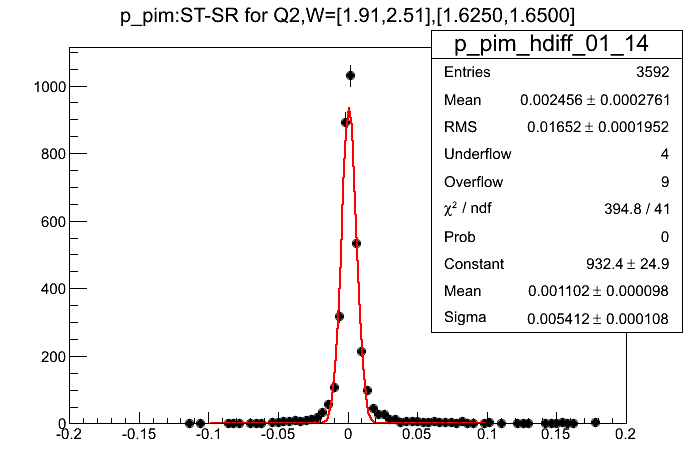 p_pim:ST-SR for Q2,W=[1.91,2.51],[1.6250,1.6500]
p_pim_hdiff_01_14
Entries 3592
Mean 0.002456 ± 0.0002761
RMS 0.01652 ± 0.0001952
Underflow 4
Overflow 9
χ² / ndf 394.8 / 41
Prob 0
Constant 932.4 ± 24.9
Mean 0.001102 ± 0.000098
Sigma 0.005412 ± 0.000108
1000
800
600
400
200
0
-0.2 -0.15 -0.1 -0.05 0 0.05 0.1 0.15 0.2